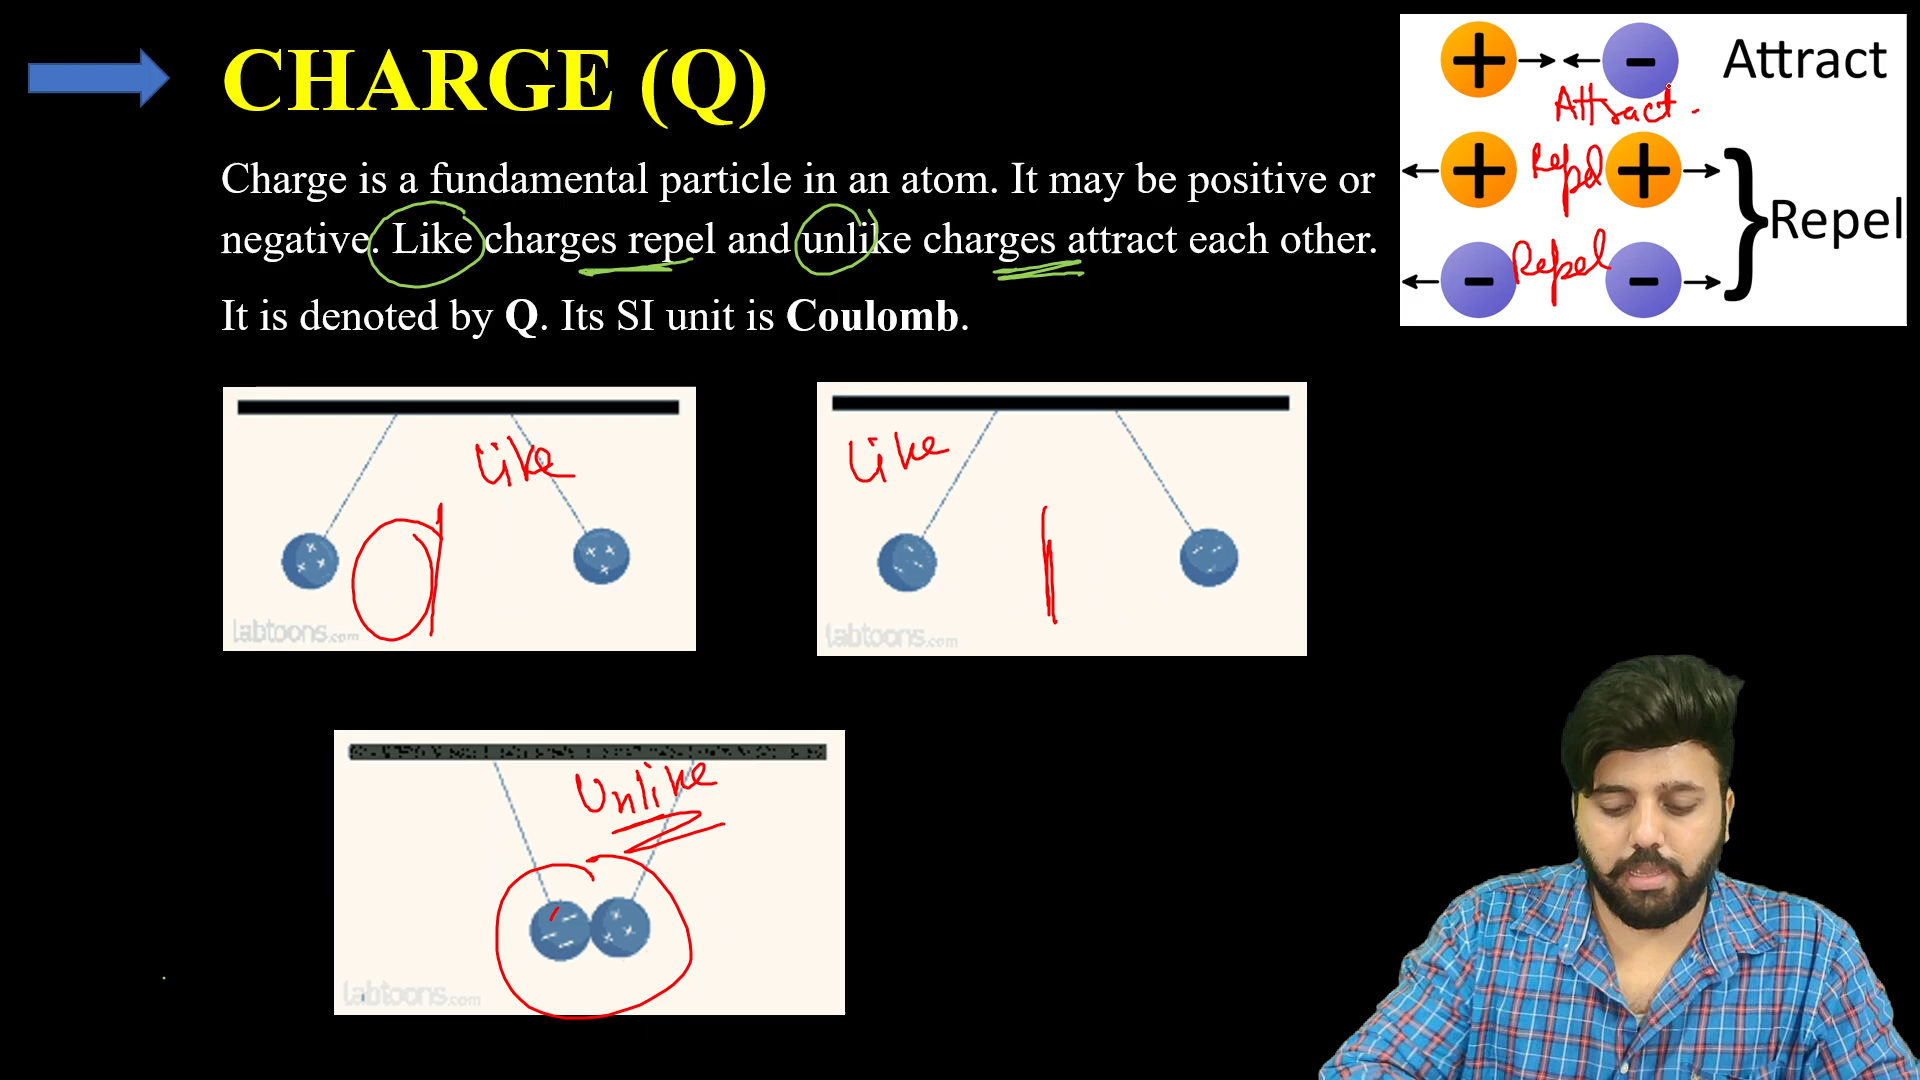 CHARGE (Q)
Charge is a fundamental particle in an atom. It may be positive or
negative. Like charges repel and unlike charges attract each other.
It is denoted by Q. Its SI unit is Coulomb.
+ - Attract
Attract.
+ Repel +
Repel
- Repel -
Like
labtoons.com
Like
labtoons.com
Unlike
labtoons.com